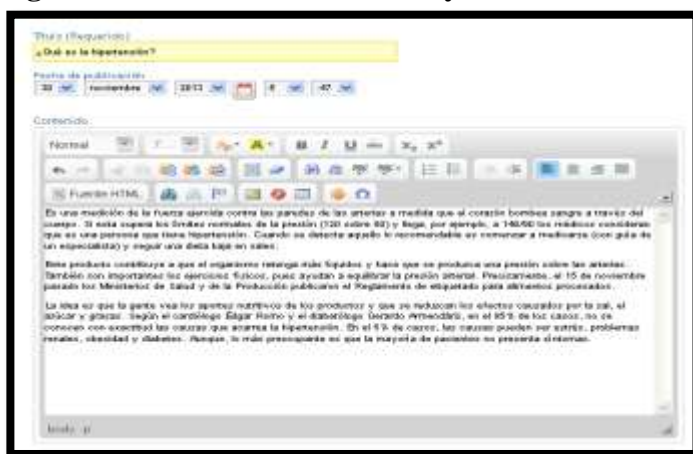 Título (Requerido)
¿Qué es la hipertensión?
Fecha de publicación
30 noviembre 2013 47
Contenido
Normal
Fuente HTML
Es una medición de la fuerza ejercida contra las paredes de las arterias a medida que el corazón bombea sangre a través del
cuerpo. Si esta supera los límites normales de la presión (120 sobre 80) y llega, por ejemplo, a 140/90 los médicos consideran
que es una persona que tiene hipertensión. Cuando se detecta aquello lo recomendable es comenzar a medicarse (con guía de
un especialista) y seguir una dieta baja en sales.
Este producto contribuye a que el organismo retenga más líquidos y hace que se produzca una presión sobre las arterias.
También son importantes los ejercicios físicos, pues ayudan a equilibrar la presión arterial. Precisamente, el 15 de noviembre
pasado los Ministerios de Salud y de la Producción publicaron el Reglamento de etiquetado para alimentos procesados.
La idea es que la gente vea los aportes nutritivos de los productos y que se reduzcan los efectos causados por la sal, el
azúcar y grasas. Según el cardiólogo Édgar Romo y el diabetólogo Gerardo Armendáriz, en el 95% de los casos, no se
conocen con exactitud las causas que acarrea la hipertensión. En el 5% de casos, las causas pueden ser estrés, problemas
renales, obesidad y diabetes. Aunque, lo más preocupante es que la mayoría de pacientes no presenta síntomas.
body p